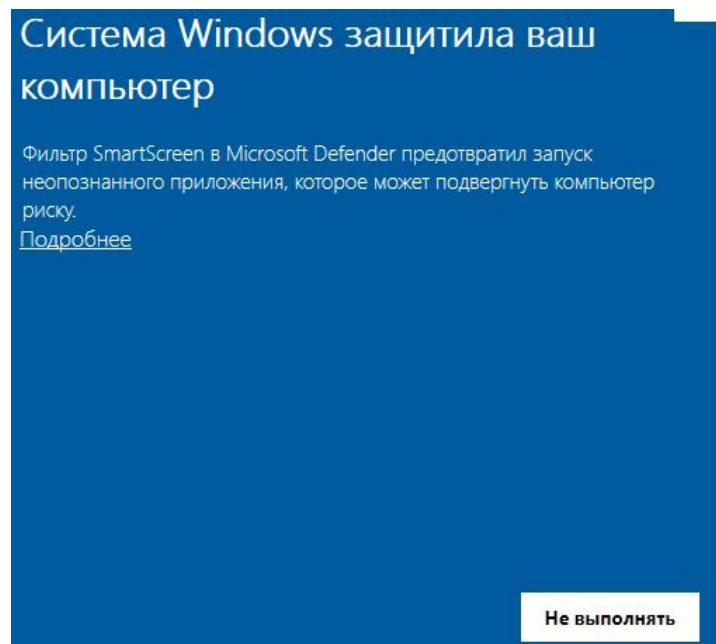 Система Windows защитила ваш
компьютер
Фильтр SmartScreen в Microsoft Defender предотвратил запуск
неопознанного приложения, которое может подвергнуть компьютер
риску.
Подробнее
Не выполнять